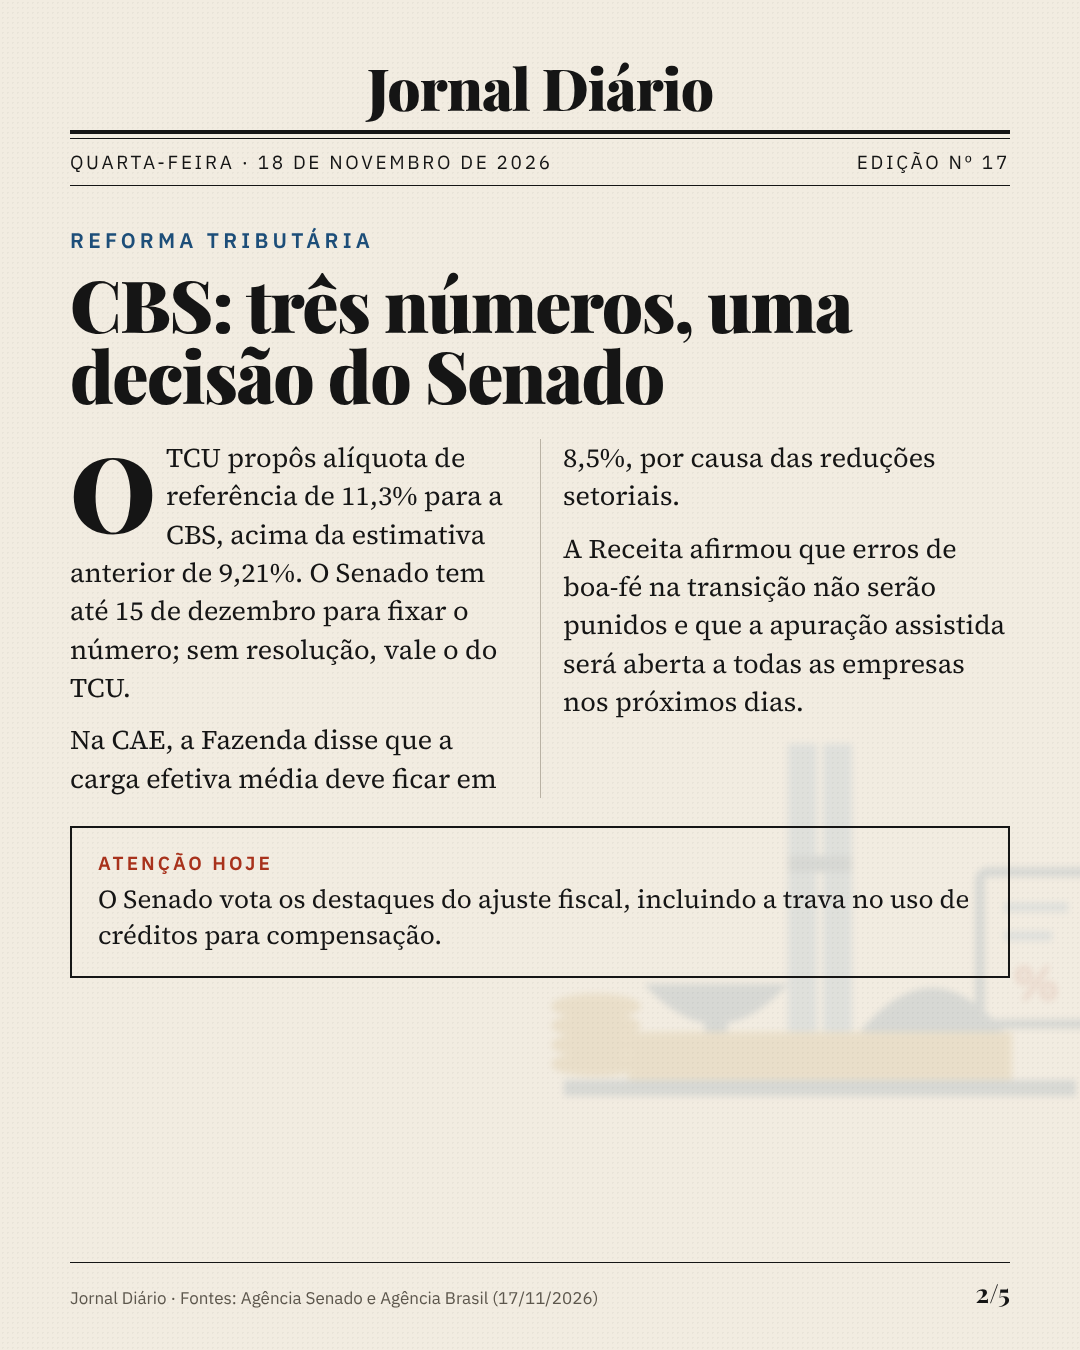 Jornal Diário
QUARTA-FEIRA · 18 DE NOVEMBRO DE 2026
EDIÇÃO Nº 17
REFORMA TRIBUTÁRIA
CBS: três números, uma
decisão do Senado
O TCU propôs alíquota de
referência de 11,3% para a
CBS, acima da estimativa
anterior de 9,21%. O Senado tem
até 15 de dezembro para fixar o
número; sem resolução, vale o do
TCU.
Na CAE, a Fazenda disse que a
carga efetiva média deve ficar em
8,5%, por causa das reduções
setoriais.
A Receita afirmou que erros de
boa-fé na transição não serão
punidos e que a apuração assistida
será aberta a todas as empresas
nos próximos dias.
ATENÇÃO HOJE
O Senado vota os destaques do ajuste fiscal, incluindo a trava no uso de
créditos para compensação.
%
Jornal Diário · Fontes: Agência Senado e Agência Brasil (17/11/2026)
2/5